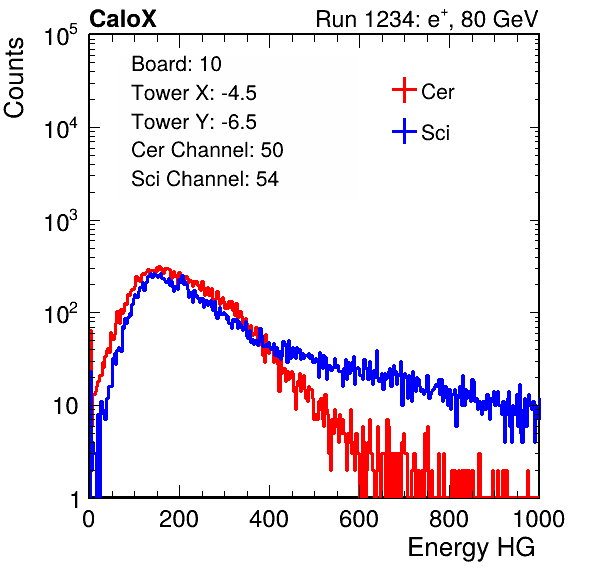 CaloX Run 1234: e⁺, 80 GeV
Counts
Board: 10
Tower X: -4.5
Tower Y: -6.5
Cer Channel: 50
Sci Channel: 54
Cer
Sci
10⁵
10⁴
10³
10²
10
1
0 200 400 600 800 1000
Energy HG